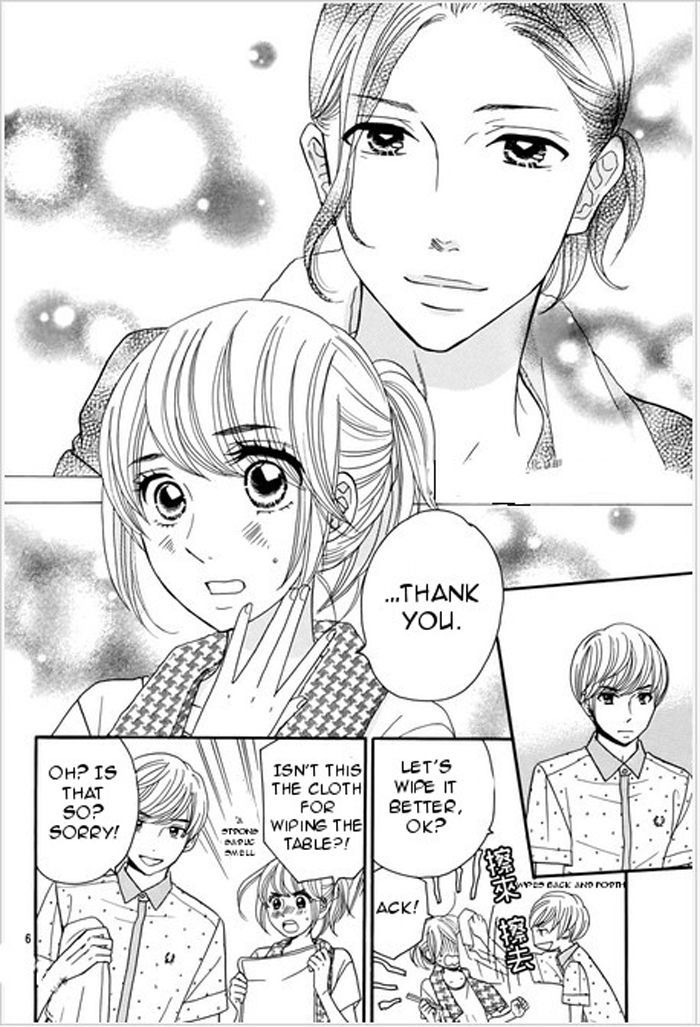 ...THANK
YOU.
LET'S
WIPE IT
BETTER,
OK?
擦來
擦去
WIPES BACK AND FORTH
ACK!
ISN'T THIS
THE CLOTH
FOR
WIPING THE
TABLE?!
A
STRONG
GARLIC
SMELL
OH? IS
THAT
SO?
SORRY!
6